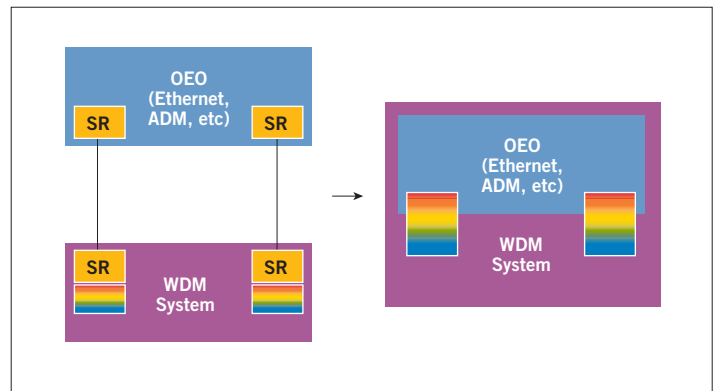 OEO
(Ethernet,
ADM, etc)
SR
SR
SR
SR
WDM
System
OEO
(Ethernet,
ADM, etc)
WDM
System